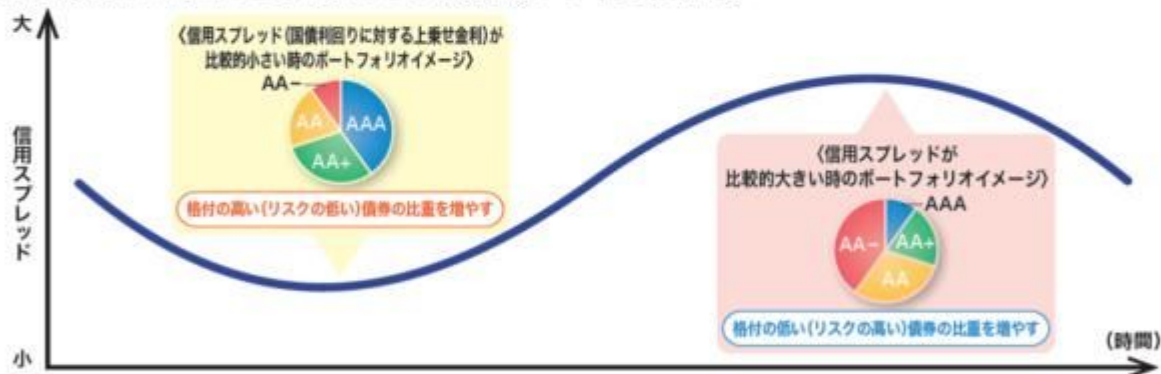 大
信用スプレッド
小
〈信用スプレッド(国債利回りに対する上乗せ金利)が
比較的小さい時のポートフォリオイメージ〉
AA-
AAA
AA
AA+
格付の高い(リスクの低い)債券の比重を増やす
〈信用スプレッドが
比較的大きい時のポートフォリオイメージ〉
AAA
AA-
AA+
AA
格付の低い(リスクの高い)債券の比重を増やす
(時間)